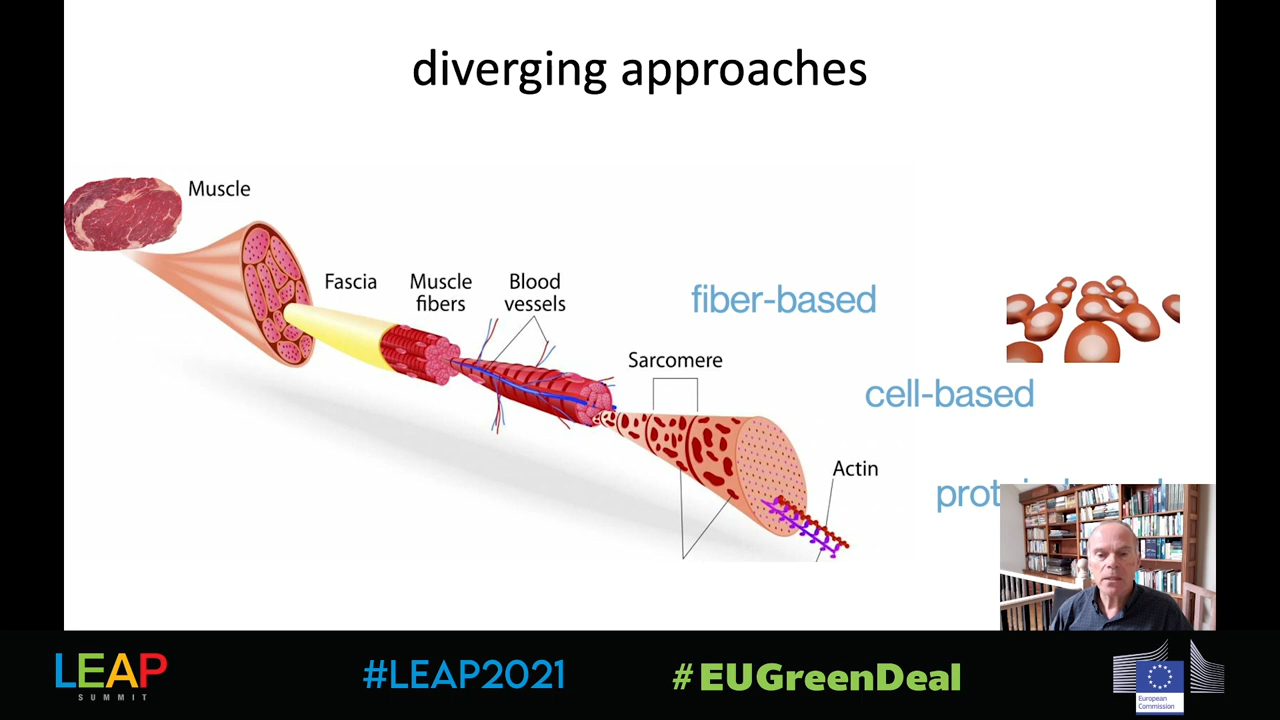 diverging approaches
Muscle
Fascia
Muscle
fibers
Blood
vessels
fiber-based
Sarcomere
cell-based
Actin
LEAP
SUMMIT
#LEAP2021
#EUGreenDeal
European
Commission